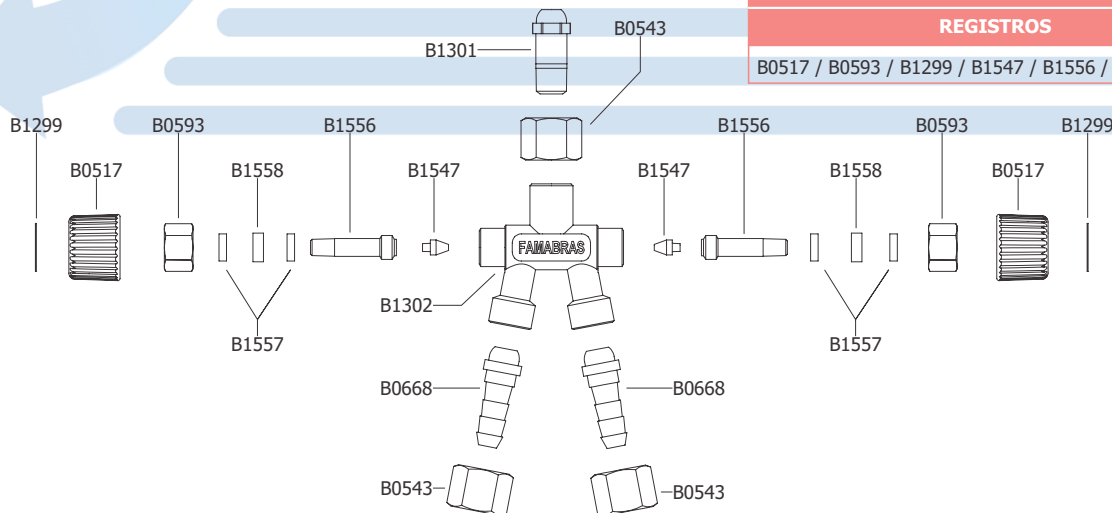 REGISTROS
B0517 / B0593 / B1299 / B1547 / B1556 /
B0543
B1301
B1299
B0593
B1556
B1556
B0593
B1299
B0517
B1558
B1547
B1547
B1558
B0517
FAMABRAS
B1302
B1557
B1557
B0668
B0668
B0543
B0543